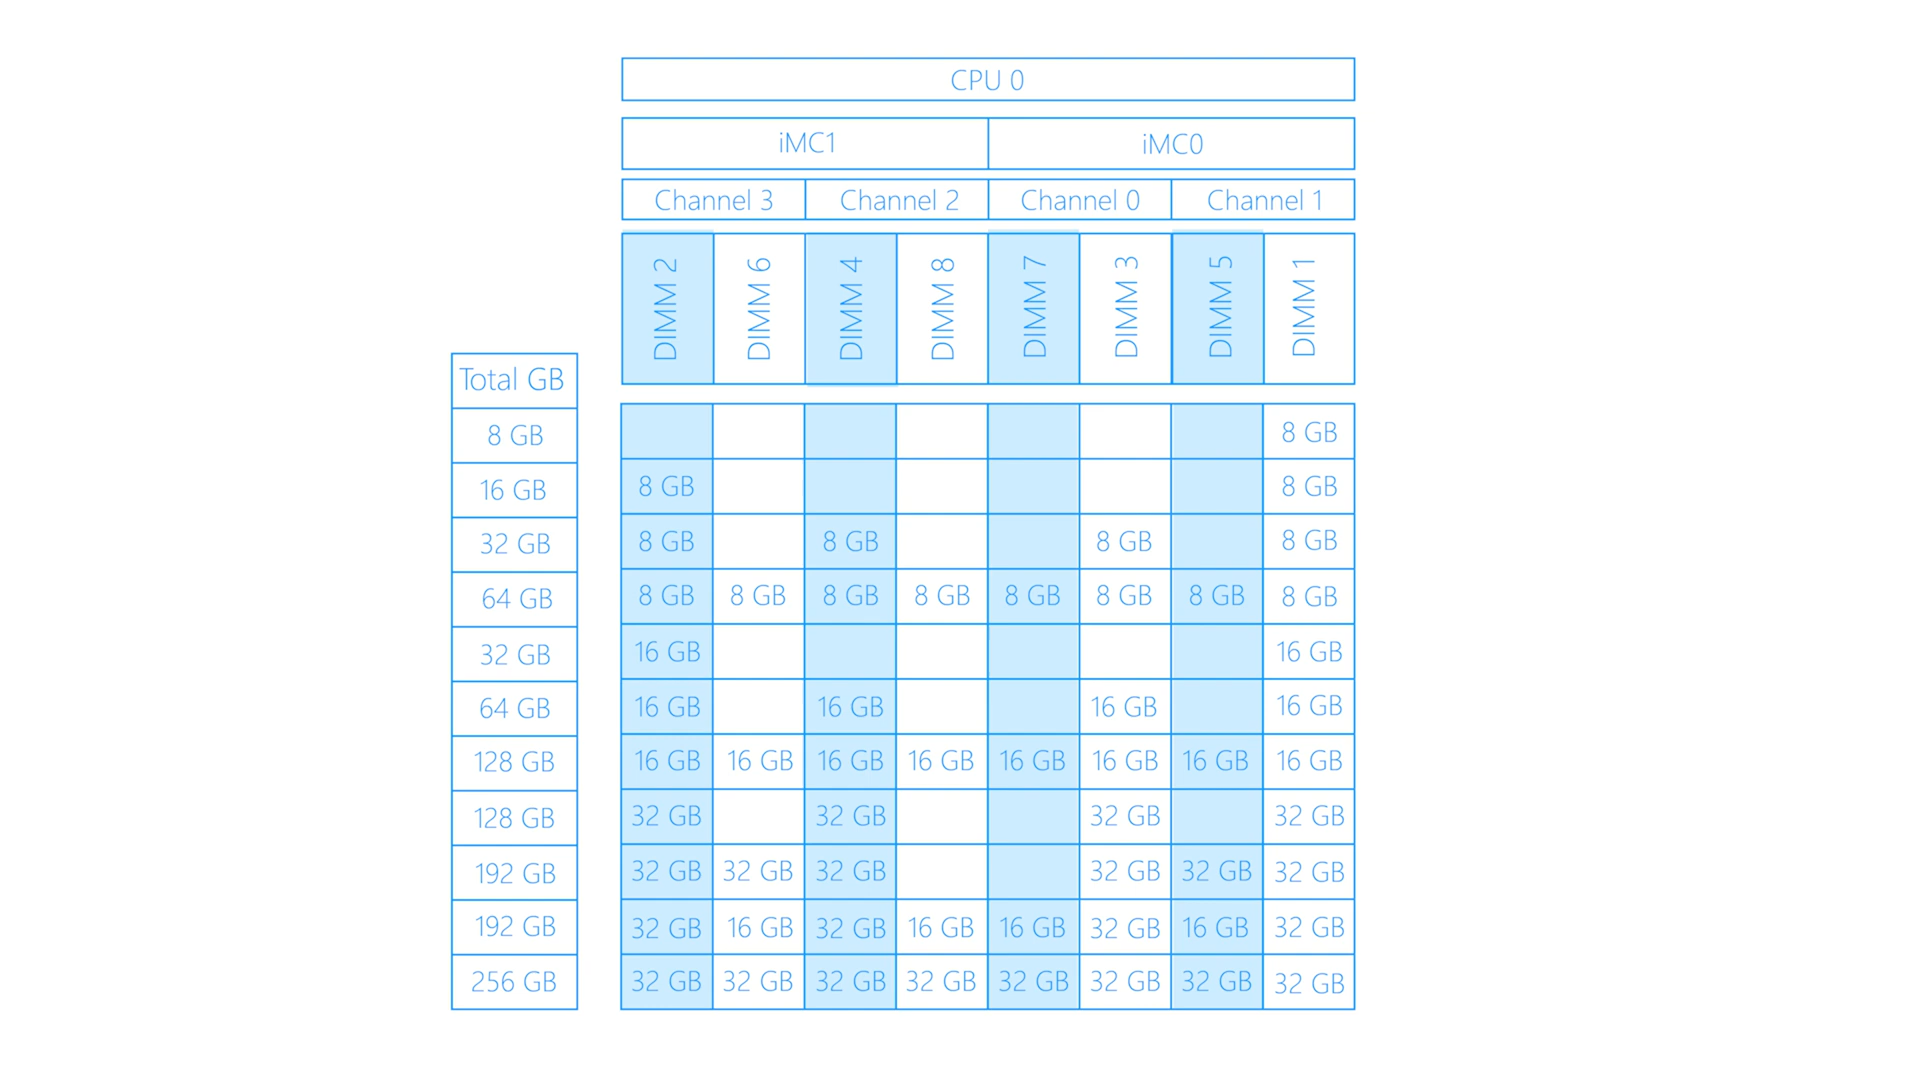 CPU 0
iMC1 iMC0
Channel 3 Channel 2 Channel 0 Channel 1
DIMM 2 DIMM 6 DIMM 4 DIMM 8 DIMM 7 DIMM 3 DIMM 5 DIMM 1
Total GB
8 GB 8 GB
16 GB 8 GB 8 GB
32 GB 8 GB 8 GB 8 GB 8 GB
64 GB 8 GB 8 GB 8 GB 8 GB 8 GB 8 GB 8 GB 8 GB
32 GB 16 GB 16 GB
64 GB 16 GB 16 GB 16 GB 16 GB
128 GB 16 GB 16 GB 16 GB 16 GB 16 GB 16 GB 16 GB 16 GB
128 GB 32 GB 32 GB 32 GB 32 GB
192 GB 32 GB 32 GB 32 GB 32 GB 32 GB 32 GB
192 GB 32 GB 16 GB 32 GB 16 GB 16 GB 32 GB 16 GB 32 GB
256 GB 32 GB 32 GB 32 GB 32 GB 32 GB 32 GB 32 GB 32 GB